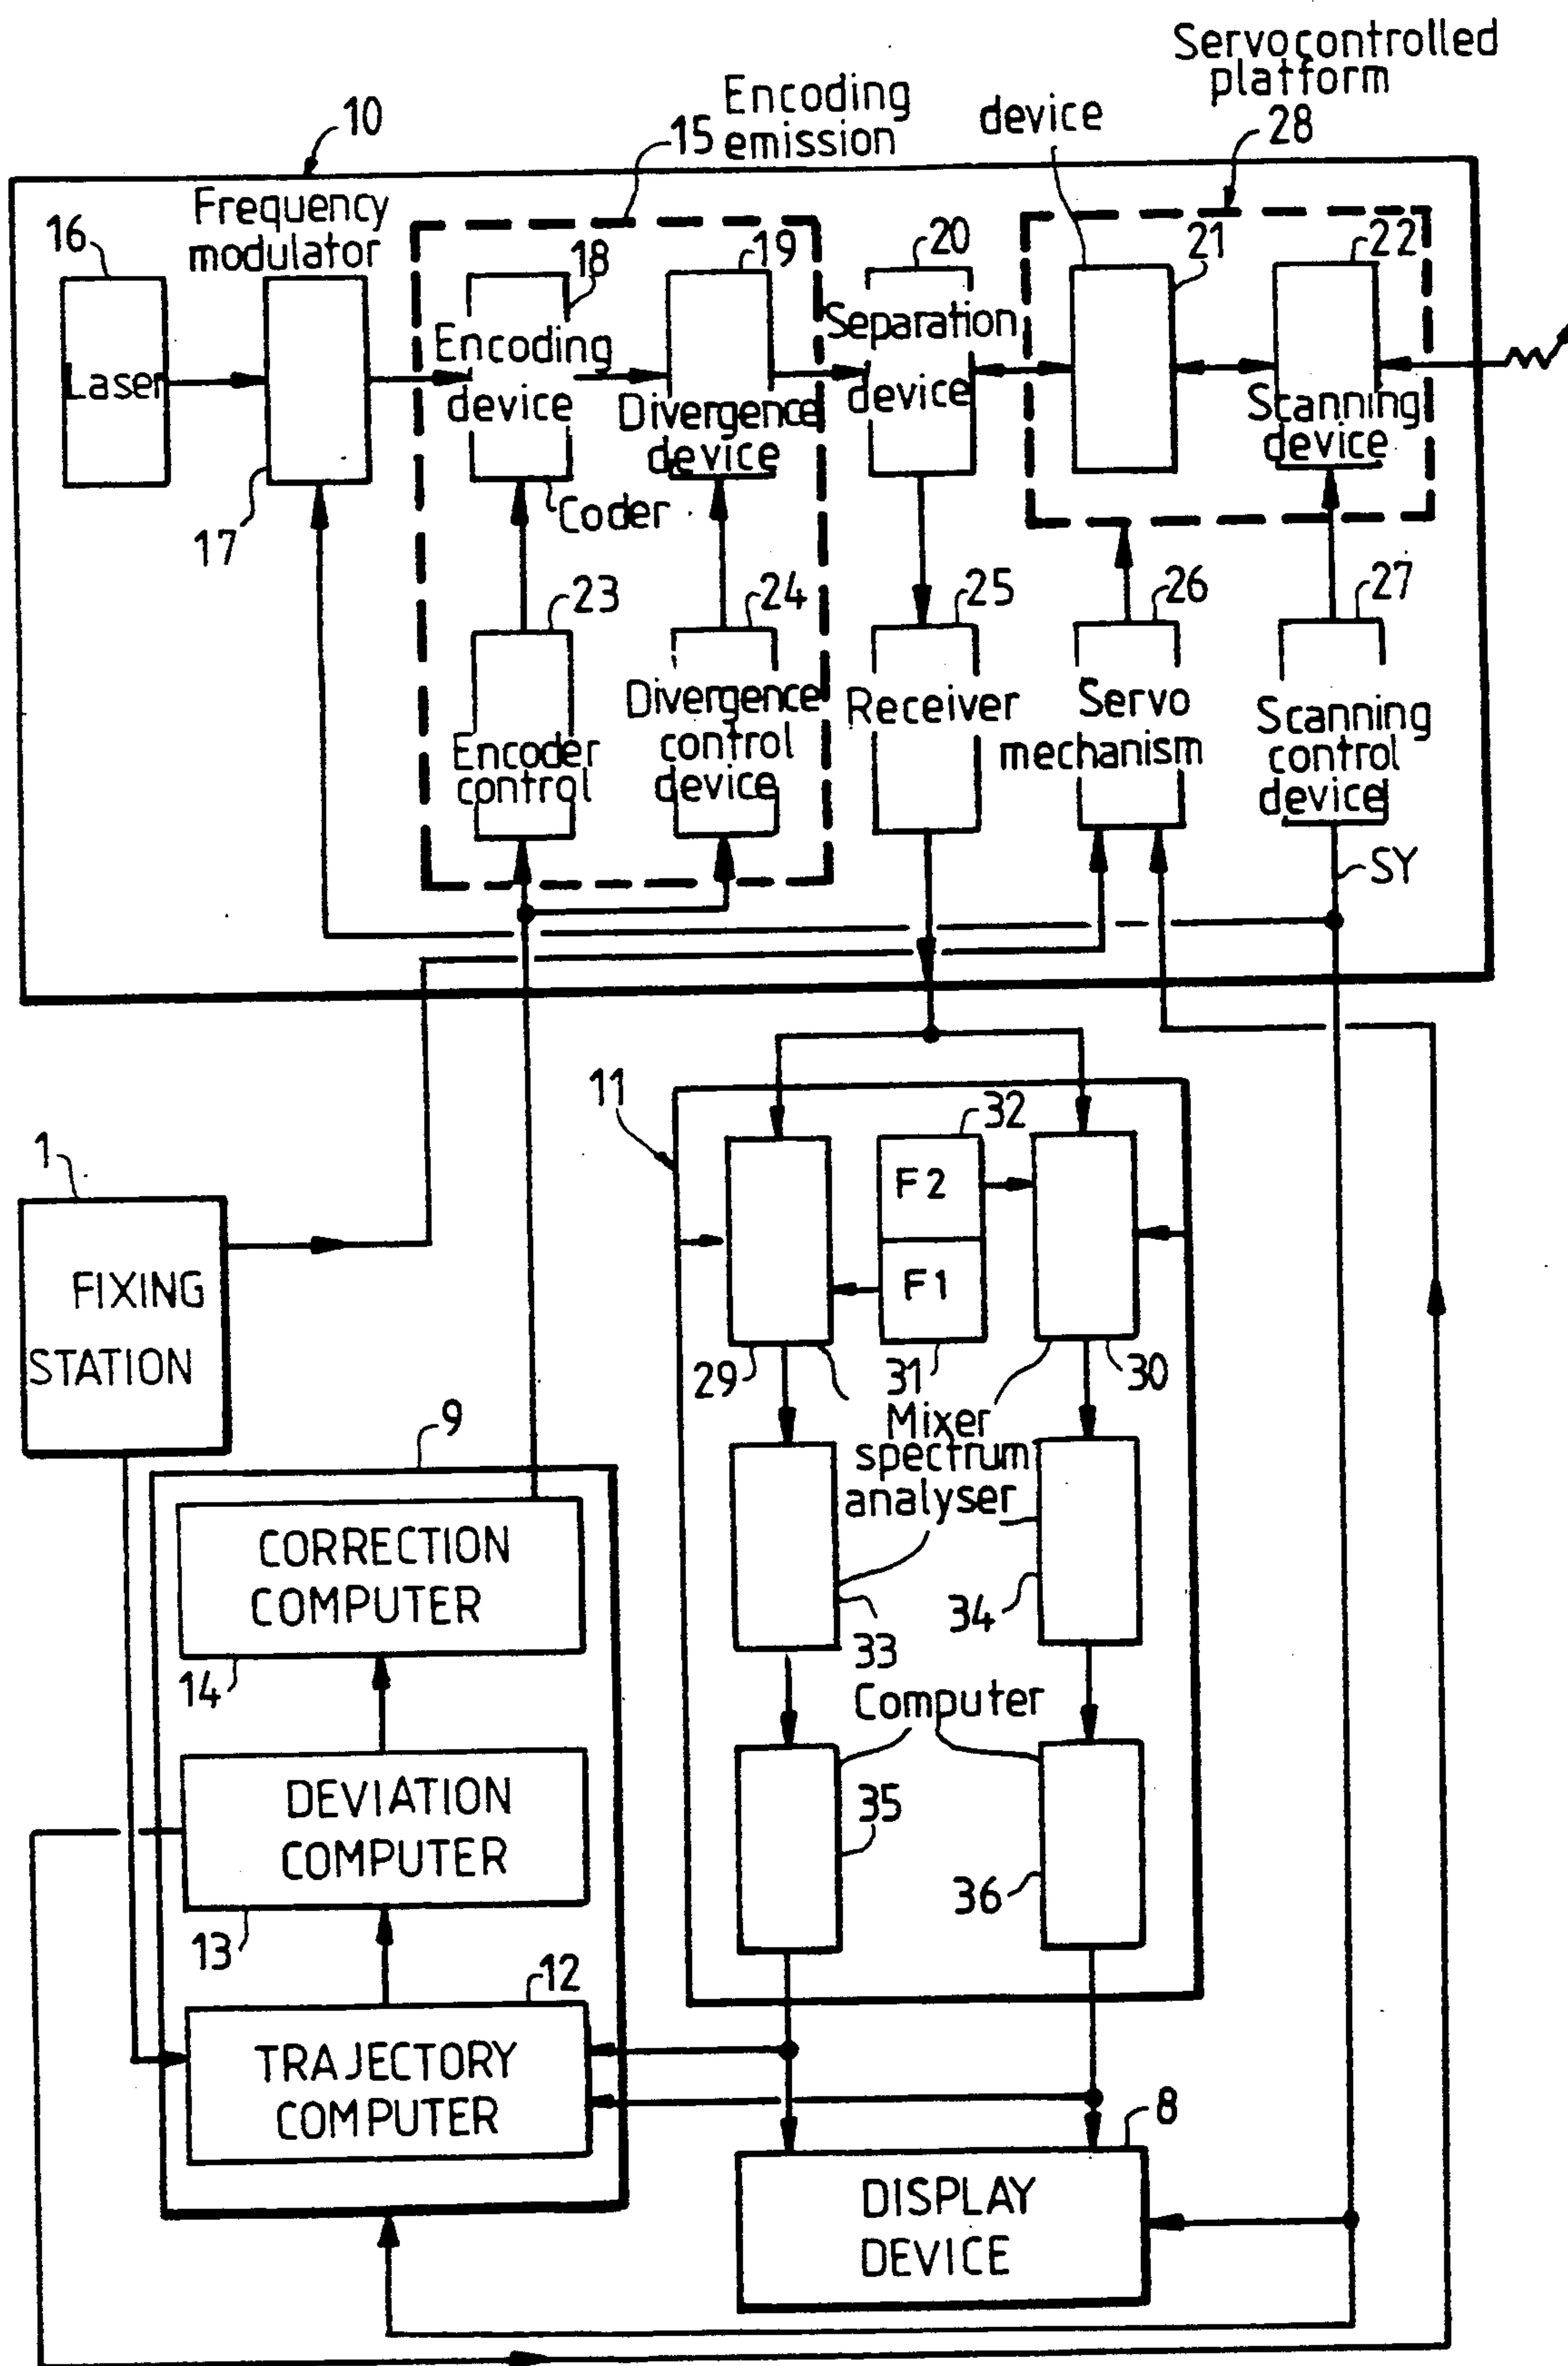 Servocontrolled
platform
28
device
Encoding
15 emission
10
Frequency
modulator
16
18
19
20
21
22
Laser
Encoding
device
Divergence
device
Separation
device
Scanning
device
17
Coder
23
24
25
26
27
Encoder
control
Divergence
control
device
Receiver
Servo
mechanism
Scanning
control
device
SY
11
32
1
F2
F1
FIXING
STATION
29
31
30
Mixer
spectrum
analyser
9
CORRECTION
COMPUTER
14
33
34
Computer
DEVIATION
COMPUTER
13
35
36
12
TRAJECTORY
COMPUTER
8
DISPLAY
DEVICE